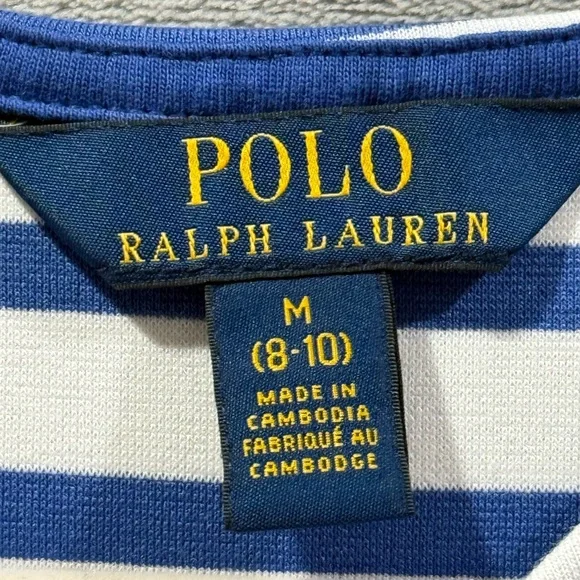 POLO
RALPH LAUREN
M
(8-10)
MADE IN
CAMBODIA
FABRIQUÉ AU
CAMBODGE